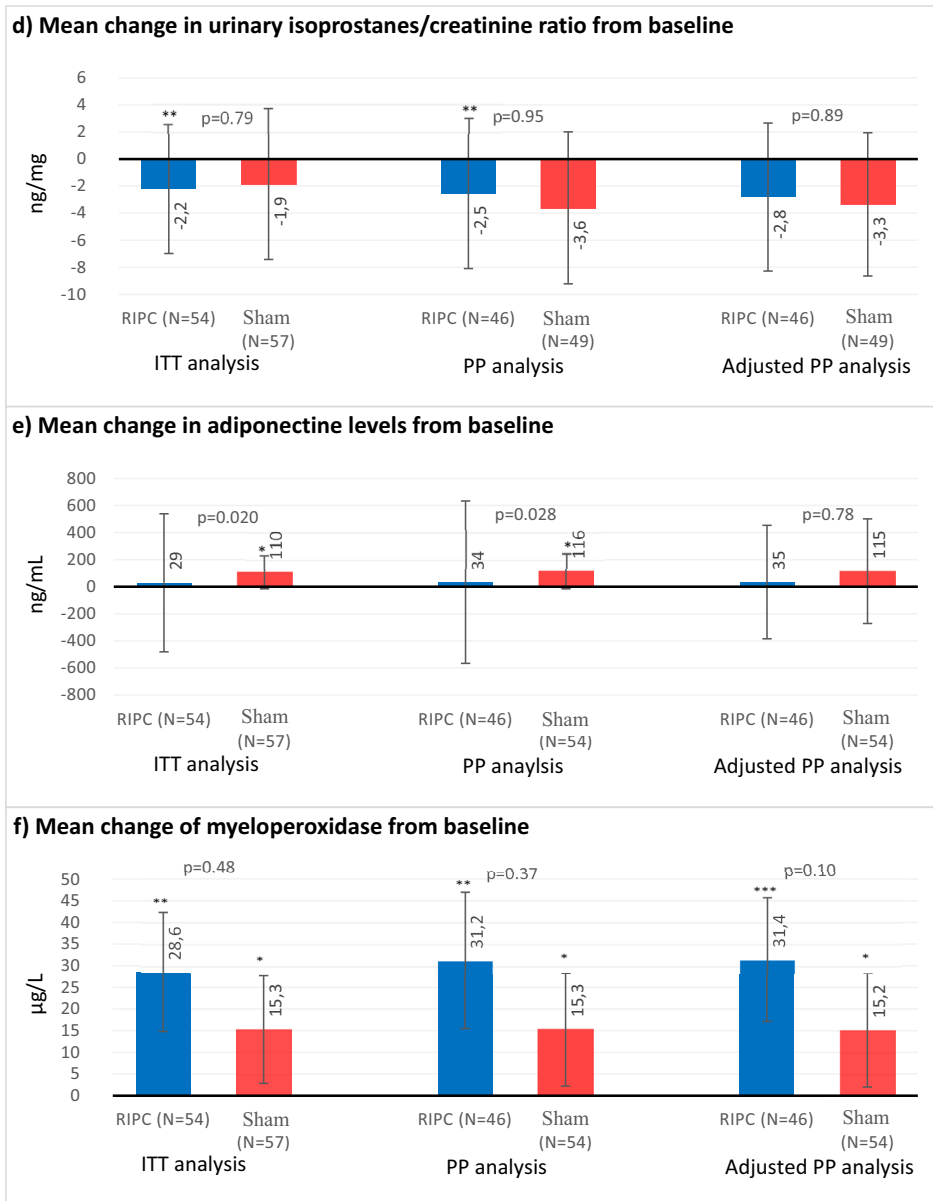 d) Mean change in urinary isoprostanes/creatinine ratio from baseline
6
4
2
0
-2
-4
-6
-8
-10
ng/mg
** p=0.79
** p=0.95
p=0.89
-2,2
-1,9
-2,5
-3,6
-2,8
-3,3
RIPC (N=54) Sham (N=57)
RIPC (N=46) Sham (N=49)
RIPC (N=46) Sham (N=49)
ITT analysis PP analysis Adjusted PP analysis
e) Mean change in adiponectine levels from baseline
800
600
400
200
0
-200
-400
-600
-800
ng/mL
p=0.020
p=0.028
p=0.78
29
* 110
34
* 116
35
115
RIPC (N=54) Sham (N=57)
RIPC (N=46) Sham (N=54)
RIPC (N=46) Sham (N=54)
ITT analysis PP anaylsis Adjusted PP analysis
f) Mean change of myeloperoxidase from baseline
50
45
40
35
30
25
20
15
10
5
0
µg/L
p=0.48
p=0.37
p=0.10
** 28,6
* 15,3
** 31,2
* 15,3
*** 31,4
* 15,2
RIPC (N=54) Sham (N=57)
RIPC (N=46) Sham (N=54)
RIPC (N=46) Sham (N=54)
ITT analysis PP analysis Adjusted PP analysis